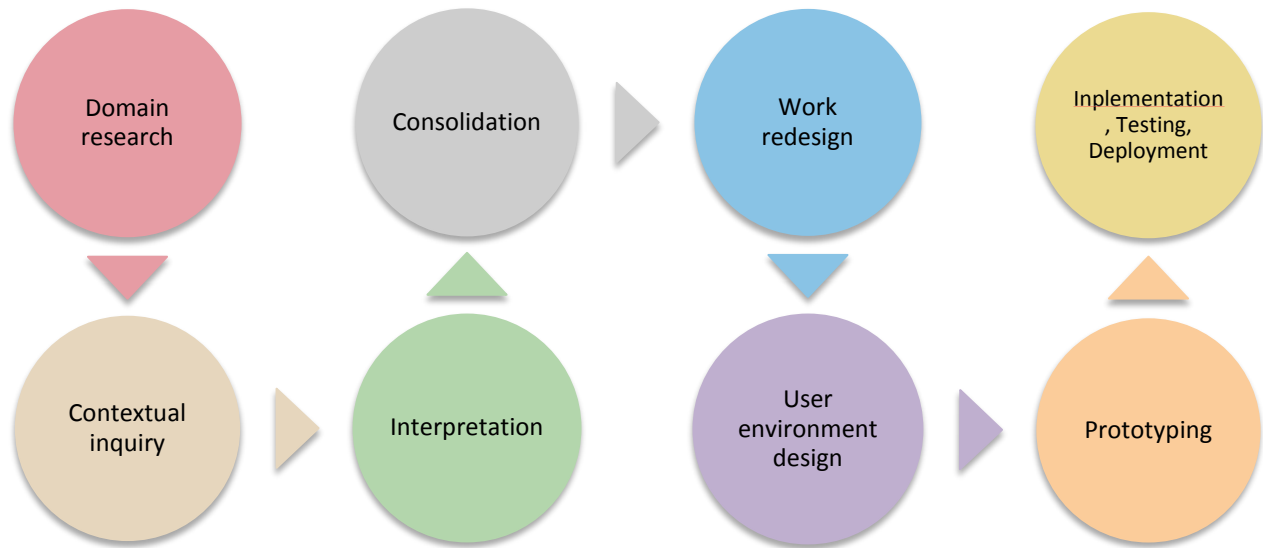 Domain
research
Contextual
inquiry
Interpretation
Consolidation
Work
redesign
User
environment
design
Prototyping
Inplementation
, Testing,
Deployment